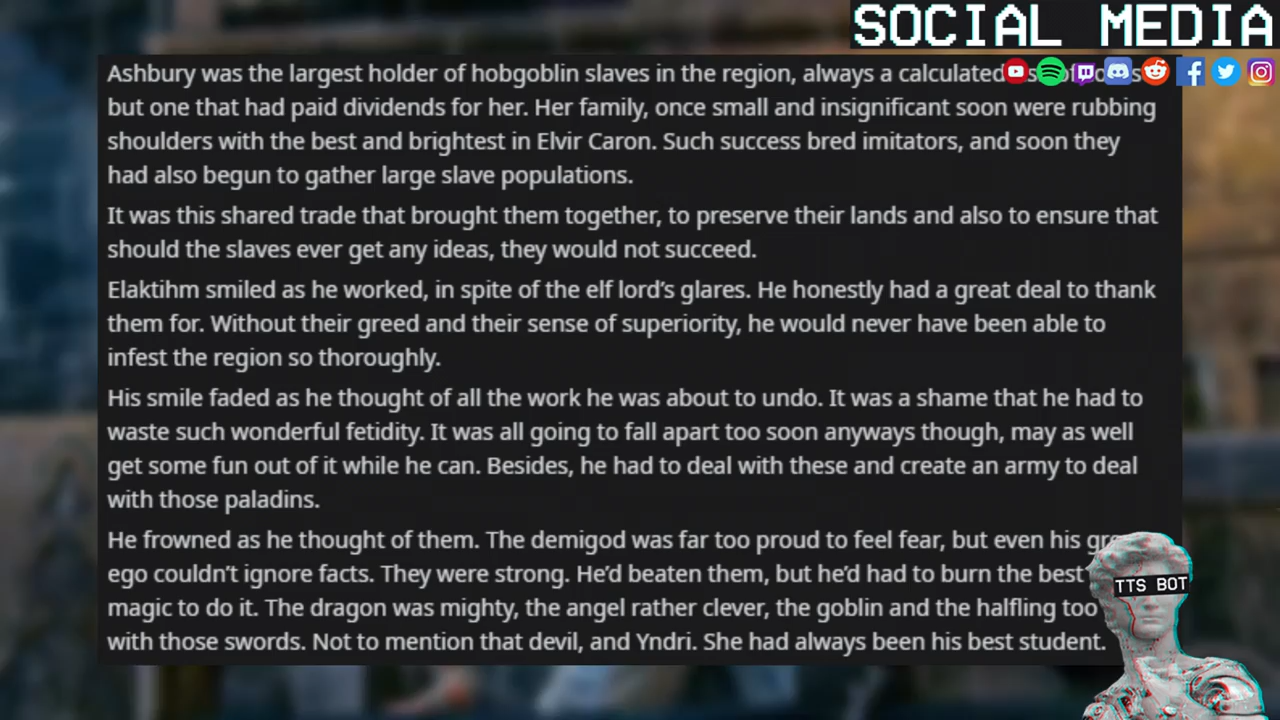 SOCIAL MEDIA
Ashbury was the largest holder of hobgoblin slaves in the region, always a calculated
but one that had paid dividends for her. Her family, once small and insignificant soon were rubbing
shoulders with the best and brightest in Elvir Caron. Such success bred imitators, and soon they
had also begun to gather large slave populations.
It was this shared trade that brought them together, to preserve their lands and also to ensure that
should the slaves ever get any ideas, they would not succeed.
Elaktihm smiled as he worked, in spite of the elf lord’s glares. He honestly had a great deal to thank
them for. Without their greed and their sense of superiority, he would never have been able to
infest the region so thoroughly.
His smile faded as he thought of all the work he was about to undo. It was a shame that he had to
waste such wonderful fetidity. It was all going to fall apart too soon anyways though, may as well
get some fun out of it while he can. Besides, he had to deal with these and create an army to deal
with those paladins.
He frowned as he thought of them. The demigod was far too proud to feel fear, but even his
ego couldn’t ignore facts. They were strong. He’d beaten them, but he’d had to burn the best
magic to do it. The dragon was mighty, the angel rather clever, the goblin and the halfling too
with those swords. Not to mention that devil, and Yndri. She had always been his best student.
TTS BOT